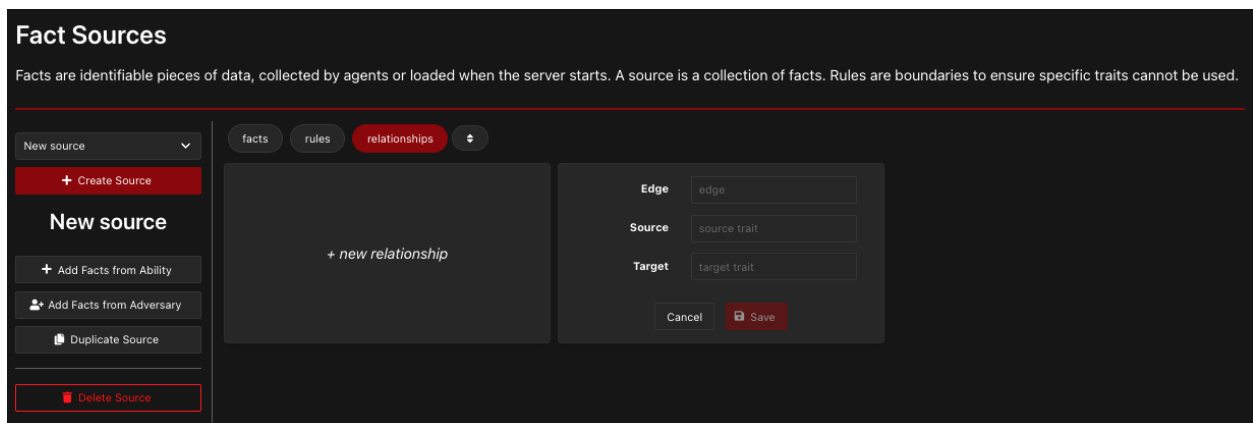 Fact Sources
Facts are identifiable pieces of data, collected by agents or loaded when the server starts. A source is a collection of facts. Rules are boundaries to ensure specific traits cannot be used.
New source
+ Create Source
New source
+ Add Facts from Ability
Add Facts from Adversary
Duplicate Source
Delete Source
facts rules relationships
+ new relationship
Edge edge
Source source trait
Target target trait
Cancel Save